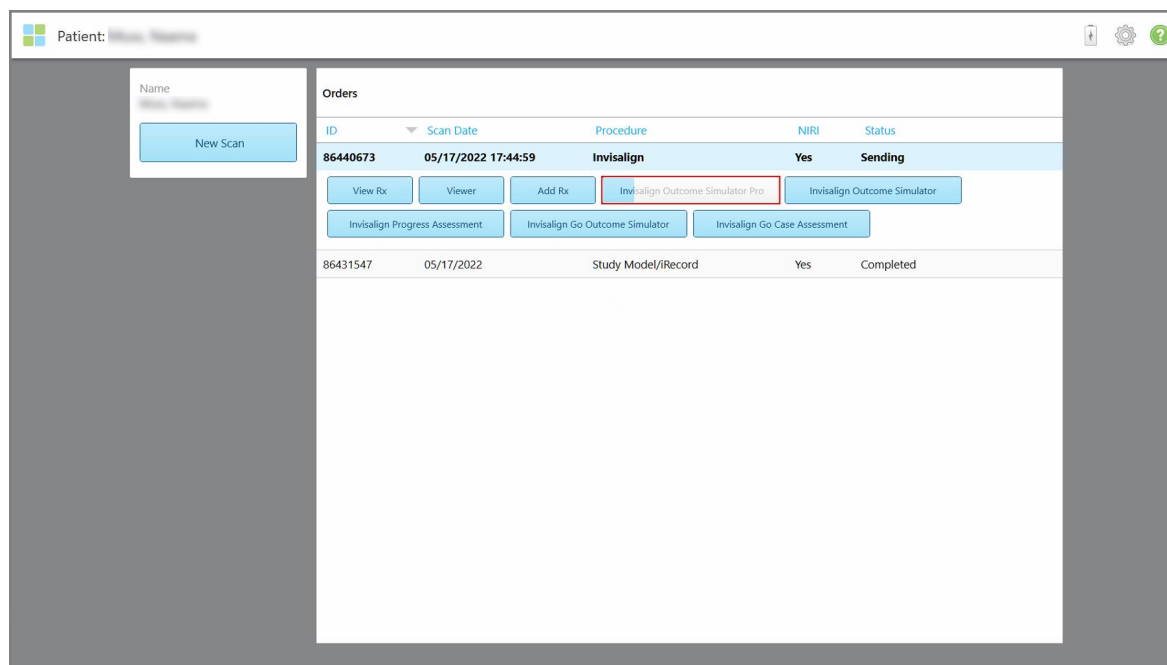 Patient:
?
Name
New Scan
Orders
ID Scan Date Procedure NIRI Status
86440673 05/17/2022 17:44:59 Invisalign Yes Sending
View Rx Viewer Add Rx Invisalign Outcome Simulator Pro Invisalign Outcome Simulator
Invisalign Progress Assessment Invisalign Go Outcome Simulator Invisalign Go Case Assessment
86431547 05/17/2022 Study Model/iRecord Yes Completed